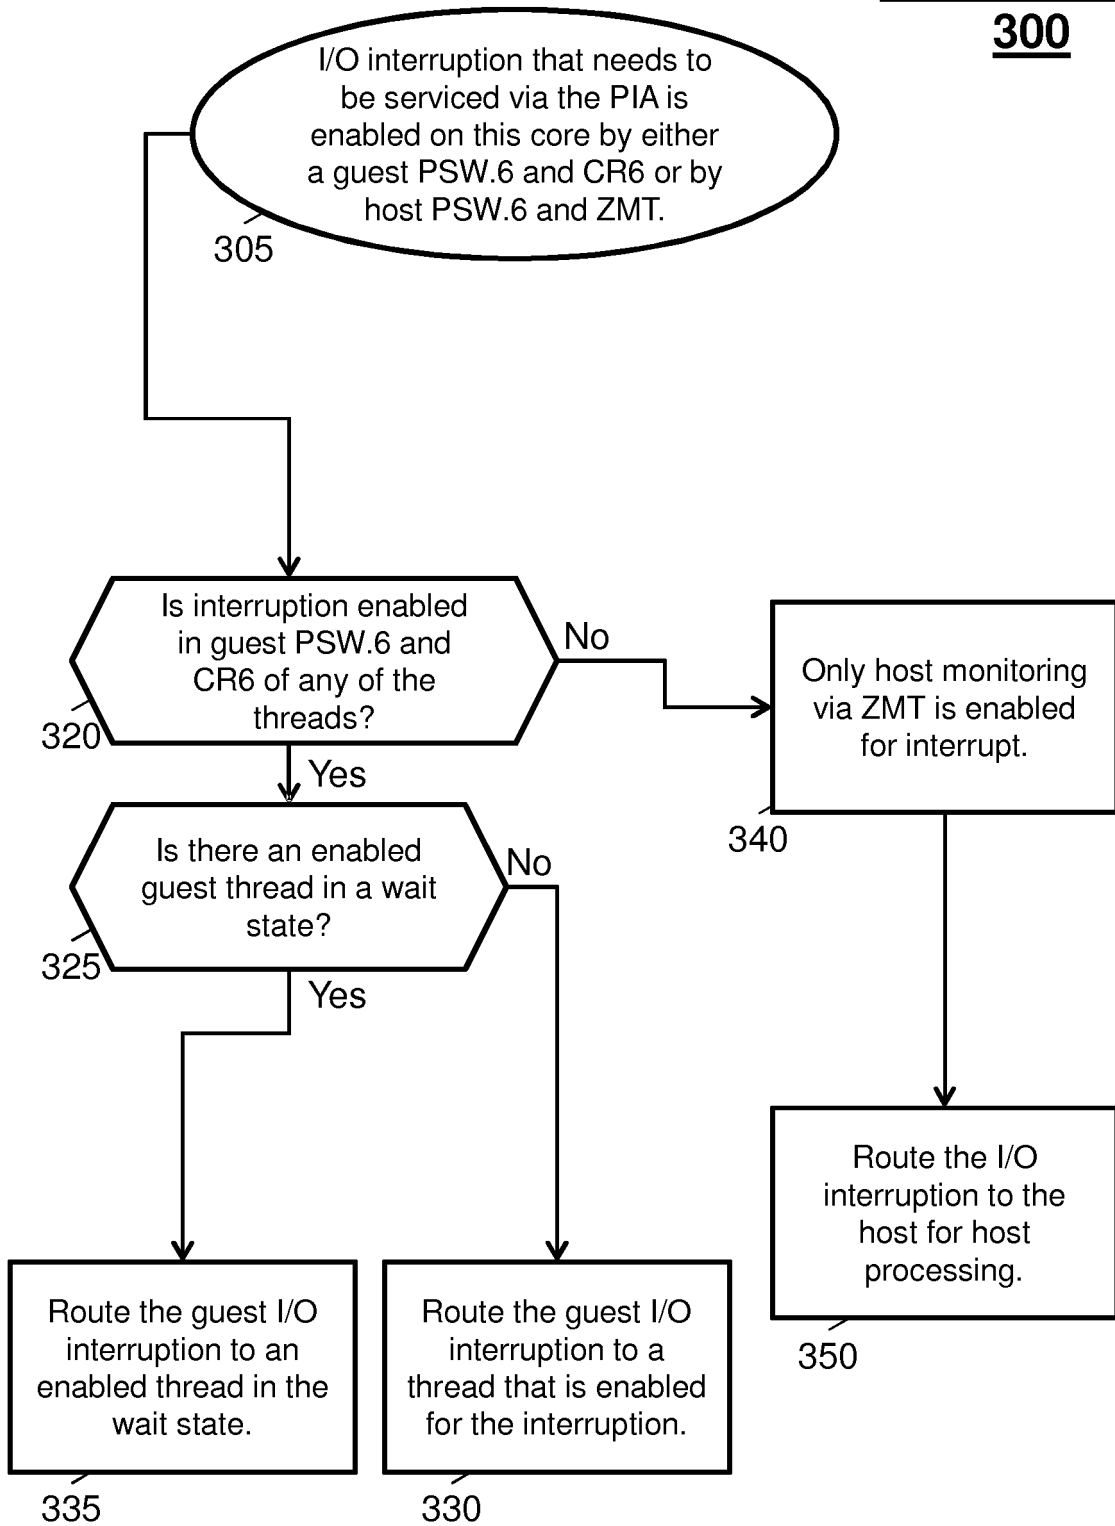 300
I/O interruption that needs to
be serviced via the PIA is
enabled on this core by either
a guest PSW.6 and CR6 or by
host PSW.6 and ZMT.
305
Is interruption enabled
in guest PSW.6 and
CR6 of any of the
threads?
320
No
Yes
Only host monitoring
via ZMT is enabled
for interrupt.
340
Is there an enabled
guest thread in a wait
state?
325
No
Yes
Route the I/O
interruption to the
host for host
processing.
350
Route the guest I/O
interruption to an
enabled thread in the
wait state.
335
Route the guest I/O
interruption to a
thread that is enabled
for the interruption.
330